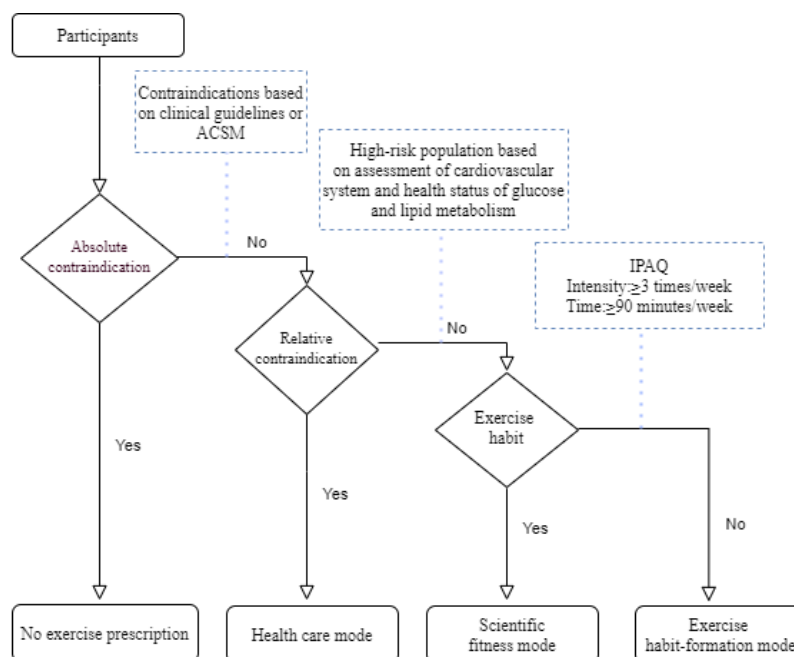 Participants
Contraindications based
on clinical guidelines or
ACSM
High-risk population based
on assessment of cardiovascular
system and health status of glucose
and lipid metabolism
Absolute
contraindication
No
IPAQ
Intensity:≥3 times/week
Time:≥90 minutes/week
Relative
contraindication
No
Exercise
habit
Yes
Yes
Yes
No
No exercise prescription
Health care mode
Scientific
fitness mode
Exercise
habit-formation mode